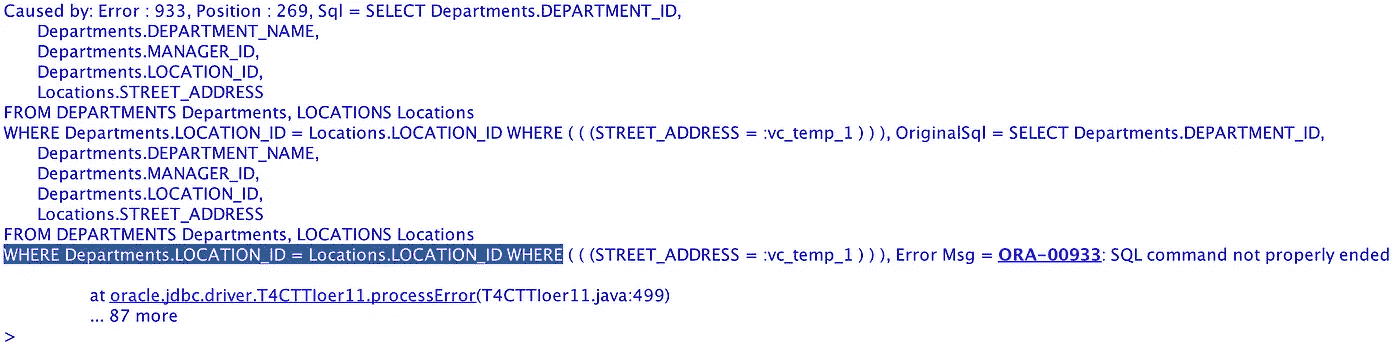 Caused by: Error : 933, Position : 269, Sql = SELECT Departments.DEPARTMENT_ID,
Departments.DEPARTMENT_NAME,
Departments.MANAGER_ID,
Departments.LOCATION_ID,
Locations.STREET_ADDRESS
FROM DEPARTMENTS Departments, LOCATIONS Locations
WHERE Departments.LOCATION_ID = Locations.LOCATION_ID WHERE ( ( (STREET_ADDRESS = :vc_temp_1 ) ) ), OriginalSql = SELECT Departments.DEPARTMENT_ID,
Departments.DEPARTMENT_NAME,
Departments.MANAGER_ID,
Departments.LOCATION_ID,
Locations.STREET_ADDRESS
FROM DEPARTMENTS Departments, LOCATIONS Locations
WHERE Departments.LOCATION_ID = Locations.LOCATION_ID WHERE ( ( (STREET_ADDRESS = :vc_temp_1 ) ) ), Error Msg = ORA-00933: SQL command not properly ended
at oracle.jdbc.driver.T4CTTIoer11.processError(T4CTTIoer11.java:499)
... 87 more
>